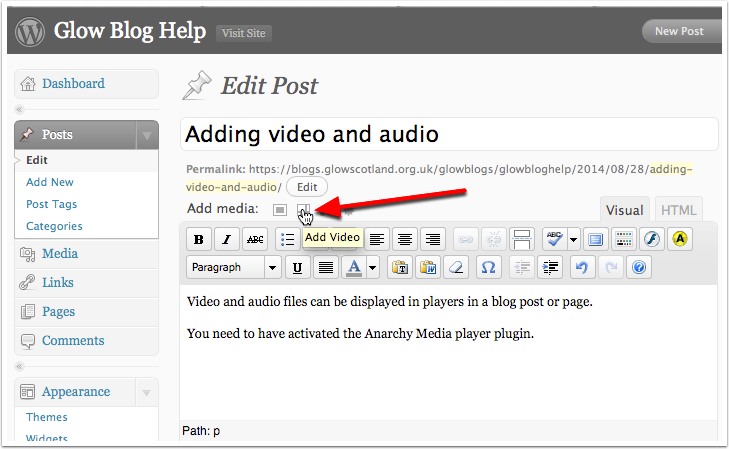 Glow Blog Help Visit Site New Post
Dashboard
Posts
Edit
Add New
Post Tags
Categories
Media
Links
Pages
Comments
Appearance
Themes
Widgets
Edit Post
Adding video and audio
Permalink: https://blogs.glowscotland.org.uk/glowblogs/glowbloghelp/2014/08/28/adding-
video-and-audio/ Edit
Add media:
Visual HTML
Add Video
B I ABC ABC A
Paragraph U A T W Ω ?
Video and audio files can be displayed in players in a blog post or page.
You need to have activated the Anarchy Media player plugin.
Path: p